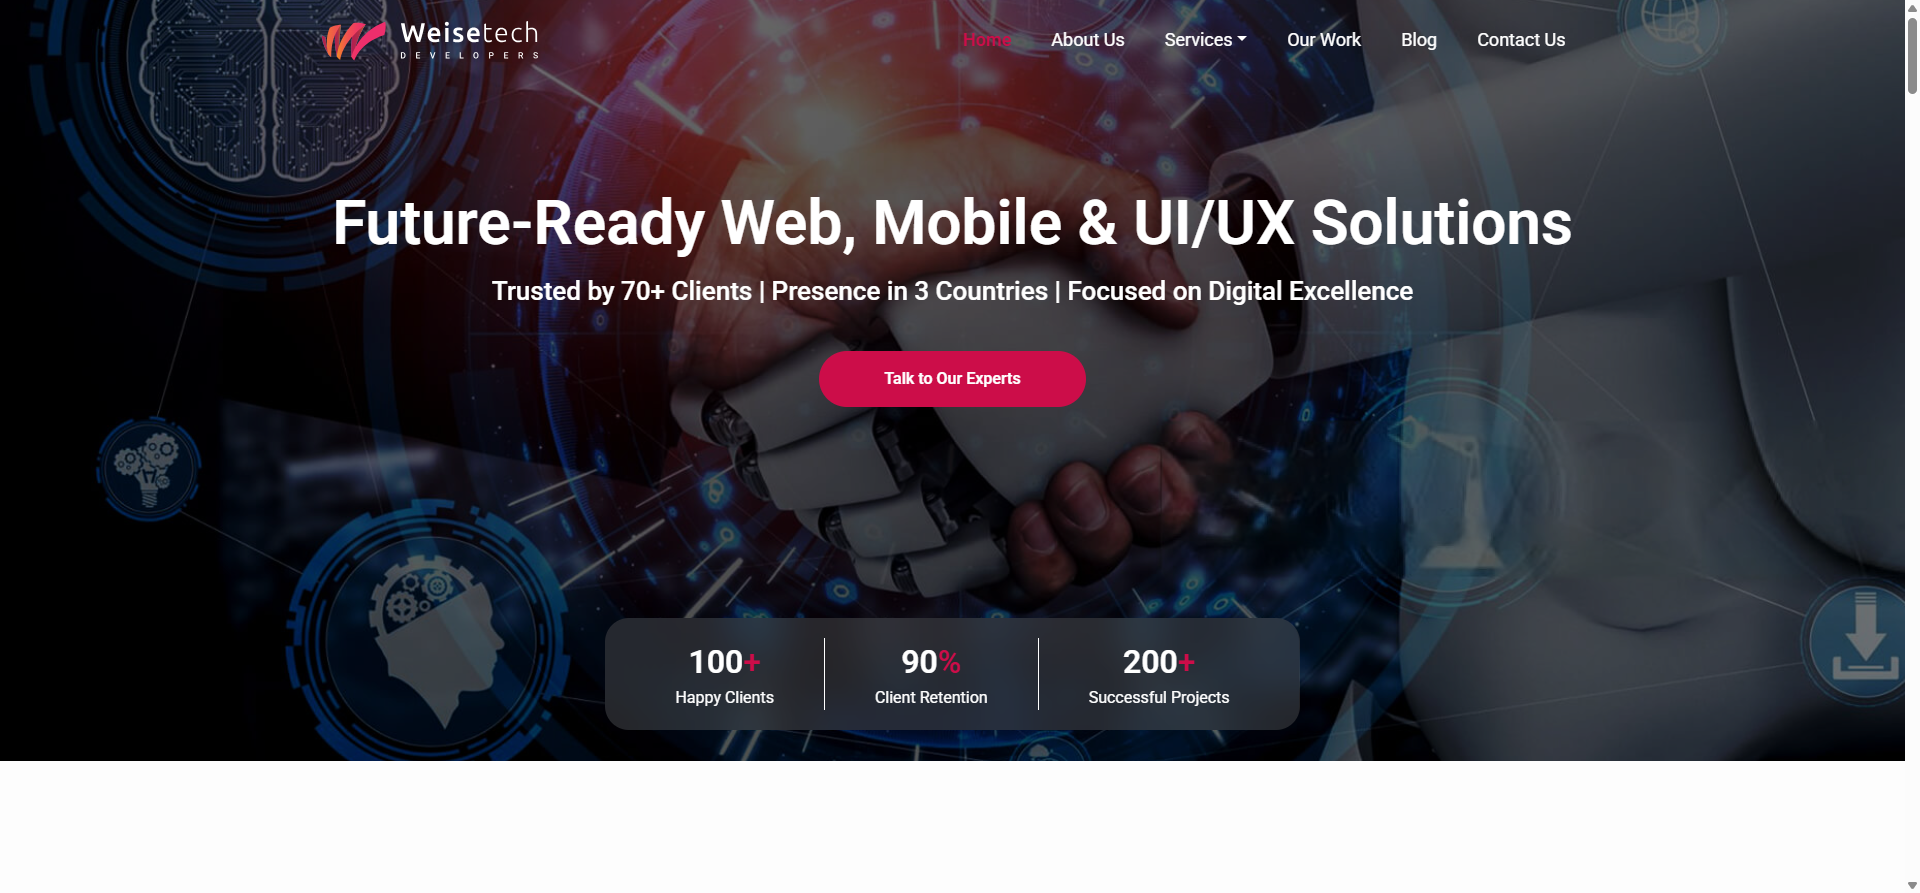 Weisetech
DEVELOPERS
Home
About Us
Services
Our Work
Blog
Contact Us
Future-Ready Web, Mobile & UI/UX Solutions
Trusted by 70+ Clients | Presence in 3 Countries | Focused on Digital Excellence
Talk to Our Experts
100+
Happy Clients
90%
Client Retention
200+
Successful Projects